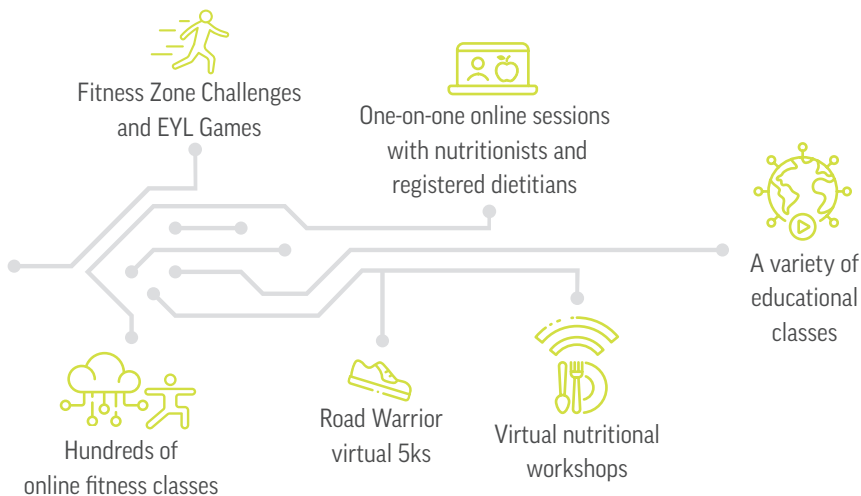 Fitness Zone Challenges
and EYL Games
One-on-one online sessions
with nutritionists and
registered dietitians
A variety of
educational
classes
Hundreds of
online fitness classes
Road Warrior
virtual 5ks
Virtual nutritional
workshops